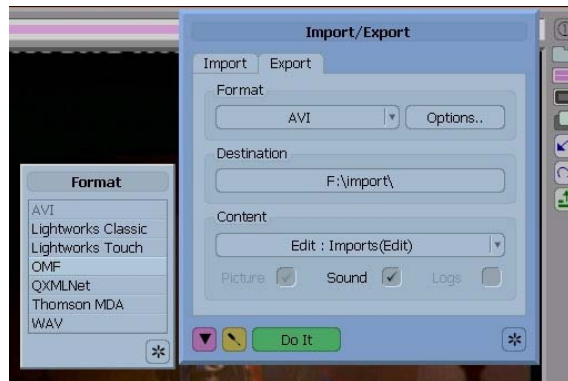 Import/Export
Import Export
Format
AVI Options..
Destination
F:\import\
Content
Edit : Imports(Edit)
Picture Sound Logs
Do It
Format
AVI
Lightworks Classic
Lightworks Touch
OMF
QXMLNet
Thomson MDA
WAV